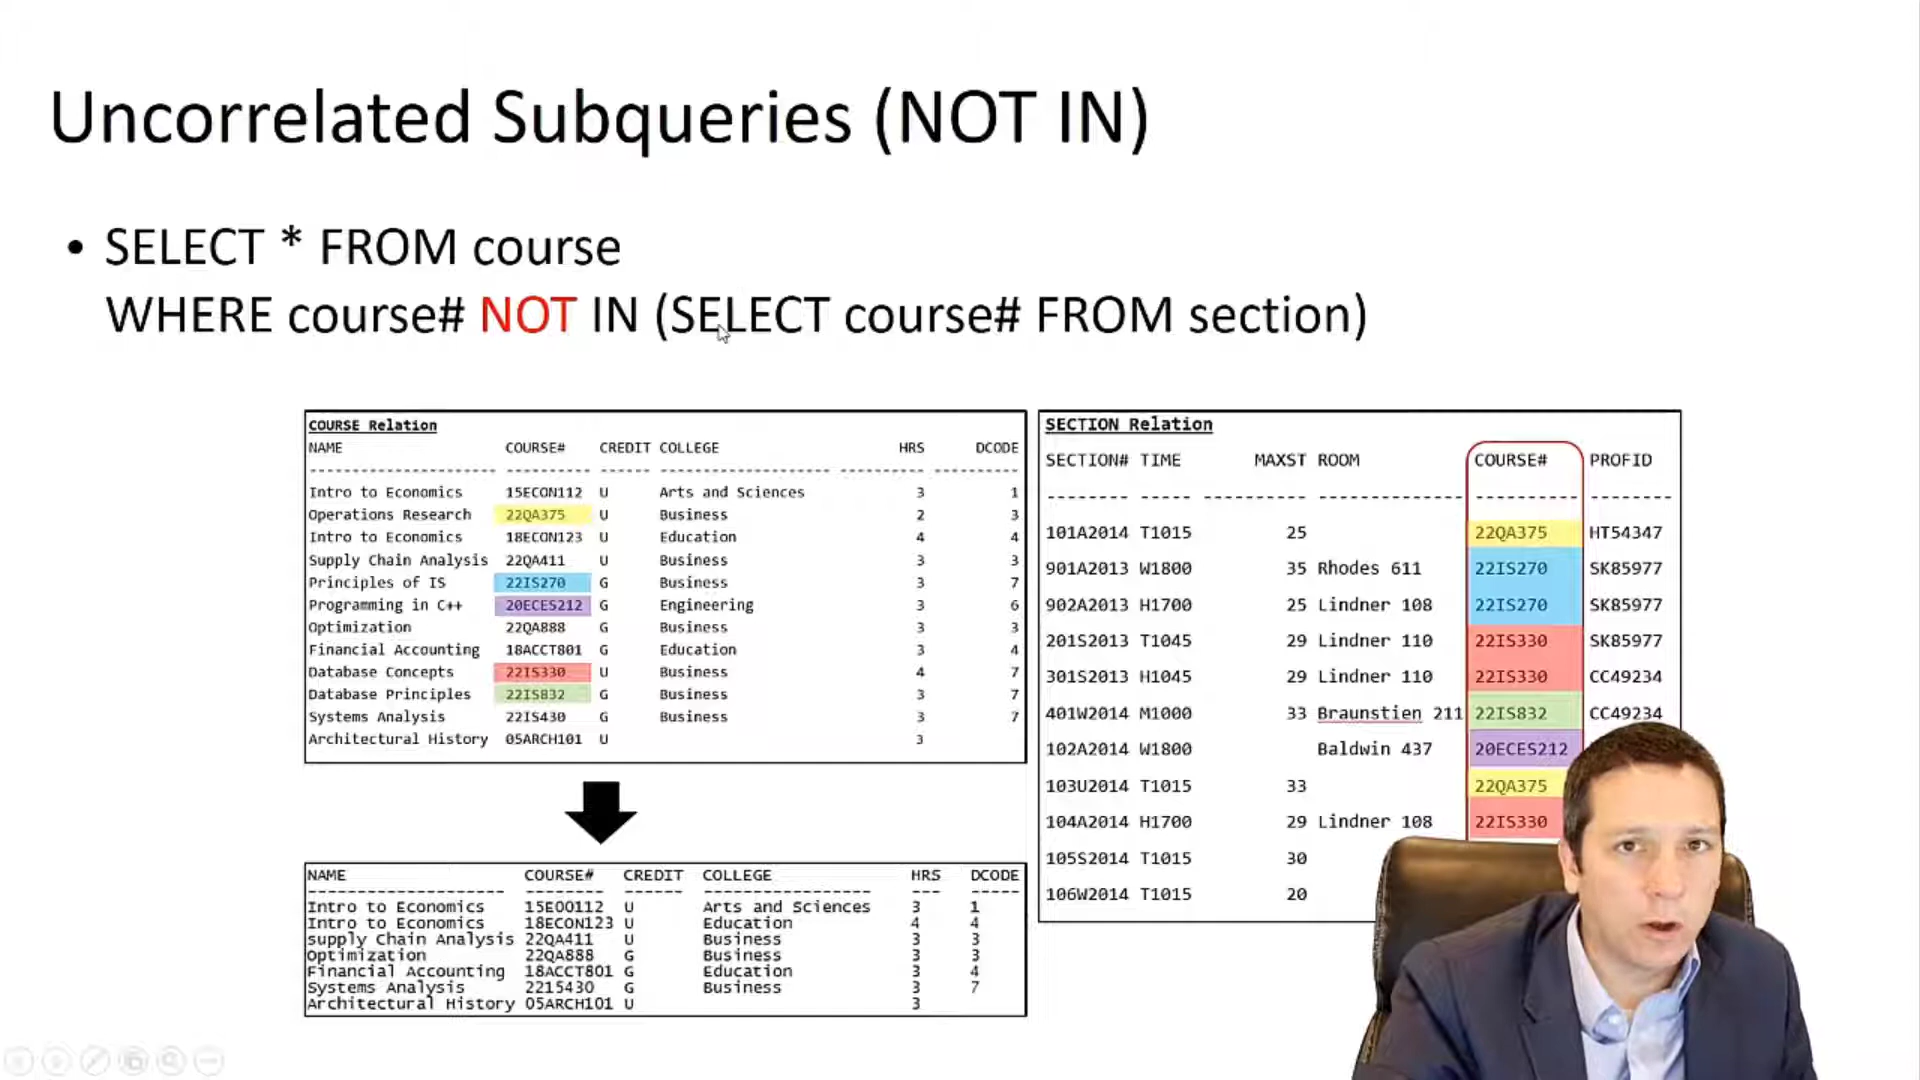 Uncorrelated Subqueries (NOT IN)
• SELECT * FROM course
WHERE course# NOT IN (SELECT course# FROM section)
COURSE Relation
NAME COURSE# CREDIT COLLEGE HRS DCODE
Intro to Economics 15ECON112 U Arts and Sciences 3 1
Operations Research 22QA375 U Business 2 3
Intro to Economics 18ECON123 U Education 4 4
Supply Chain Analysis 22QA411 U Business 3 3
Principles of IS 22IS270 G Business 3 7
Programming in C++ 20ECES212 G Engineering 3 6
Optimization 22QA888 G Business 3 3
Financial Accounting 18ACCT801 G Education 3 4
Database Concepts 22IS330 U Business 4 7
Database Principles 22IS832 G Business 3 7
Systems Analysis 22IS430 G Business 3 7
Architectural History 05ARCH101 U 3
SECTION Relation
SECTION# TIME MAXST ROOM COURSE# PROFID
101A2014 T1015 25 22QA375 HT54347
901A2013 W1800 35 Rhodes 611 22IS270 SK85977
902A2013 H1700 25 Lindner 108 22IS270 SK85977
201S2013 T1045 29 Lindner 110 22IS330 SK85977
301S2013 H1045 29 Lindner 110 22IS330 CC49234
401W2014 M1000 33 Braunstien 211 22IS832 CC49234
102A2014 W1800 Baldwin 437 20ECES212
103U2014 T1015 33 22QA375
104A2014 H1700 29 Lindner 108 22IS330
105S2014 T1015 30
106W2014 T1015 20
NAME COURSE# CREDIT COLLEGE HRS DCODE
Intro to Economics 15EO0112 U Arts and Sciences 3 1
Intro to Economics 18ECON123 U Education 4 4
supply Chain Analysis 22QA411 U Business 3 3
Optimization 22QA888 G Business 3 3
Financial Accounting 18ACCT801 G Education 3 4
Systems Analysis 2215430 G Business 3 7
Architectural History 05ARCH101 U 3